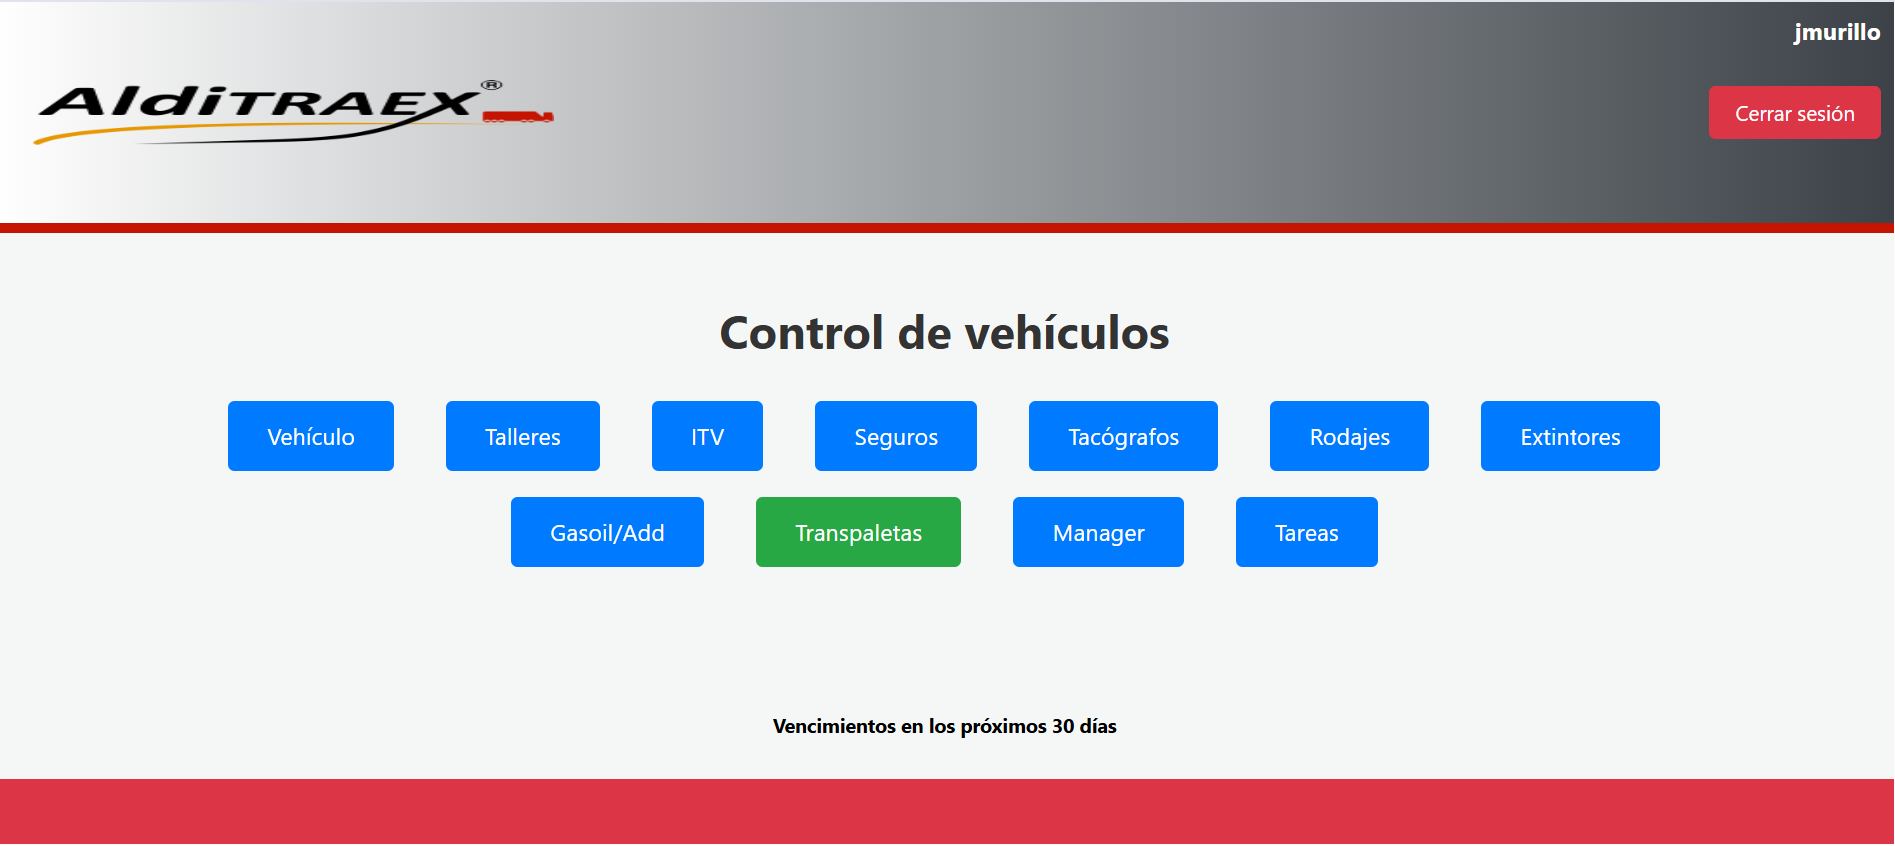 jmurillo
AldiTRAEX®
Cerrar sesión
Control de vehículos
Vehículo Talleres ITV Seguros Tacógrafos Rodajes Extintores
Gasoil/Add Transpaletas Manager Tareas
Vencimientos en los próximos 30 días